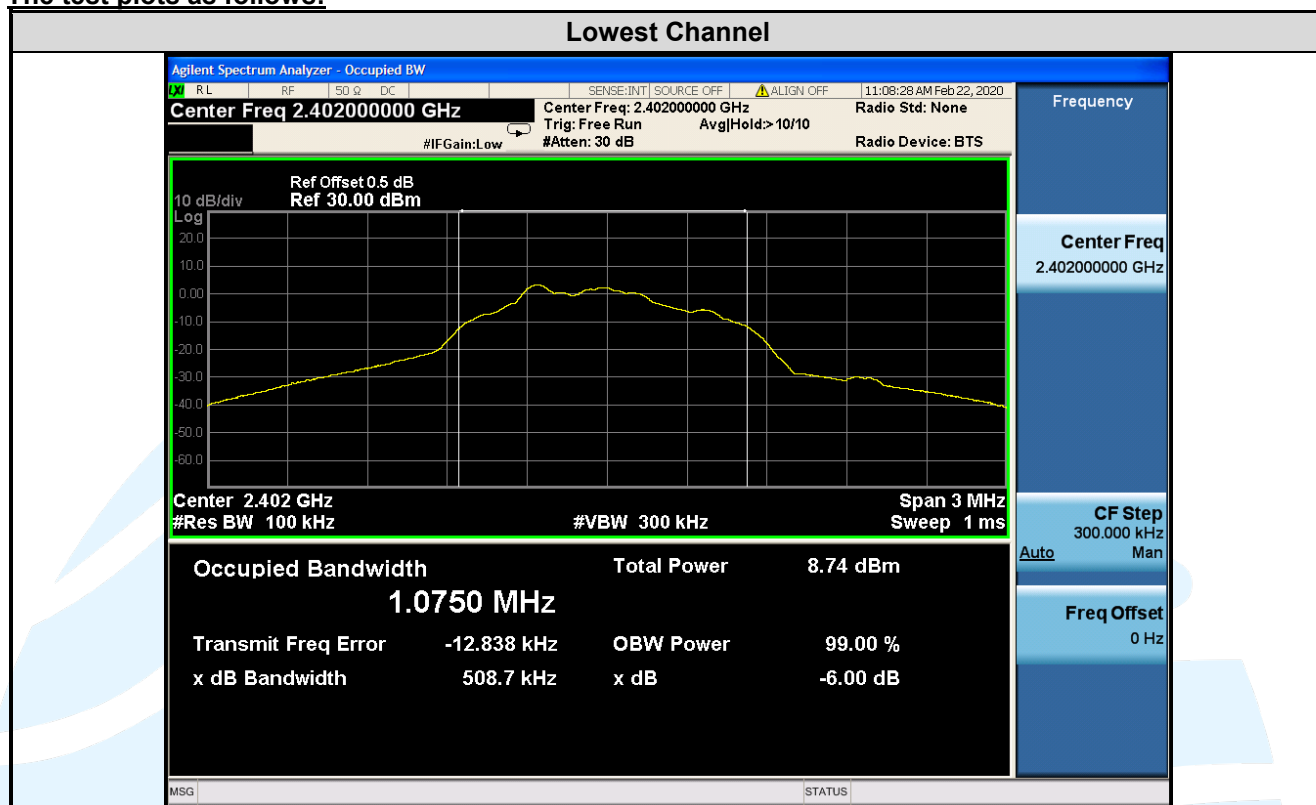 The test plots as follows:
Lowest Channel
Agilent Spectrum Analyzer - Occupied BW
LXI RL RF 50 Ω DC SENSE:INT SOURCE OFF ALIGN OFF 11:08:28 AM Feb 22, 2020
Center Freq 2.402000000 GHz
Center Freq: 2.402000000 GHz
Radio Std: None
Trig: Free Run Avg|Hold:> 10/10
#IFGain:Low
#Atten: 30 dB
Radio Device: BTS
Ref Offset 0.5 dB
10 dB/div Ref 30.00 dBm
Log
20.0
10.0
0.00
-10.0
-20.0
-30.0
-40.0
-50.0
-60.0
Center 2.402 GHz Span 3 MHz
#Res BW 100 kHz #VBW 300 kHz Sweep 1 ms
Occupied Bandwidth Total Power 8.74 dBm
1.0750 MHz
Transmit Freq Error -12.838 kHz OBW Power 99.00 %
x dB Bandwidth 508.7 kHz x dB -6.00 dB
Frequency
Center Freq
2.402000000 GHz
CF Step
300.000 kHz
Auto Man
Freq Offset
0 Hz
MSG STATUS